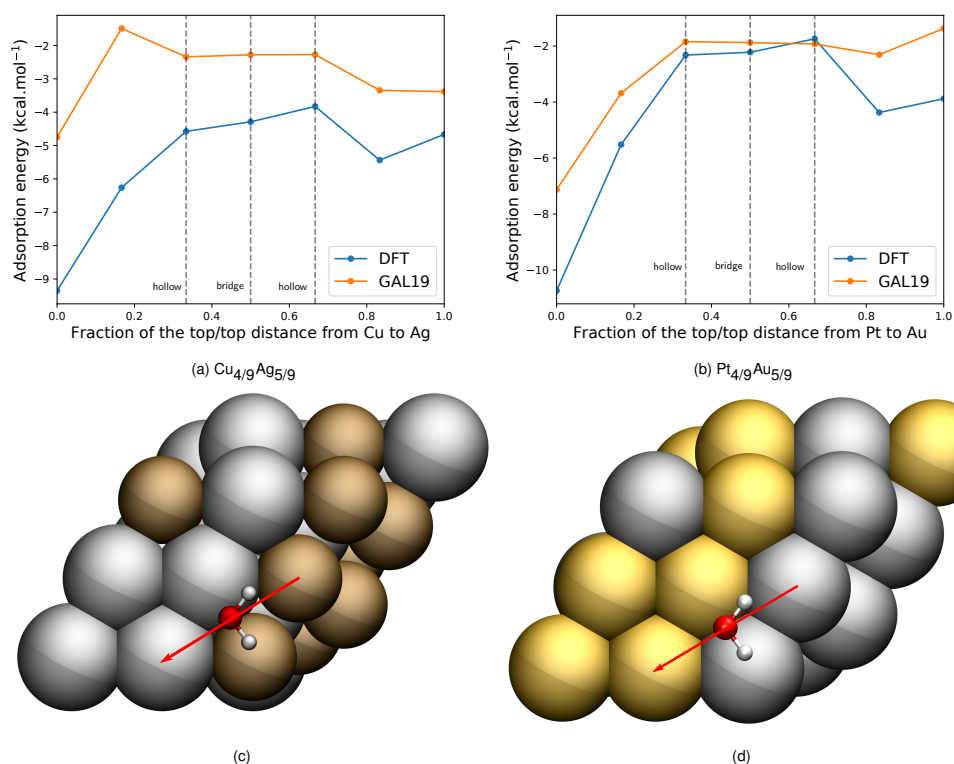 Adsorption energy (kcal.mol⁻¹)
−2
−3
−4
−5
−6
−7
−8
−9
hollow
bridge
hollow
DFT
GAL19
0.0
0.2
0.4
0.6
0.8
1.0
Fraction of the top/top distance from Cu to Ag
(a) Cu4/9Ag5/9
Adsorption energy (kcal.mol⁻¹)
−2
−4
−6
−8
−10
hollow
bridge
hollow
DFT
GAL19
0.0
0.2
0.4
0.6
0.8
1.0
Fraction of the top/top distance from Pt to Au
(b) Pt4/9Au5/9
(c)
(d)